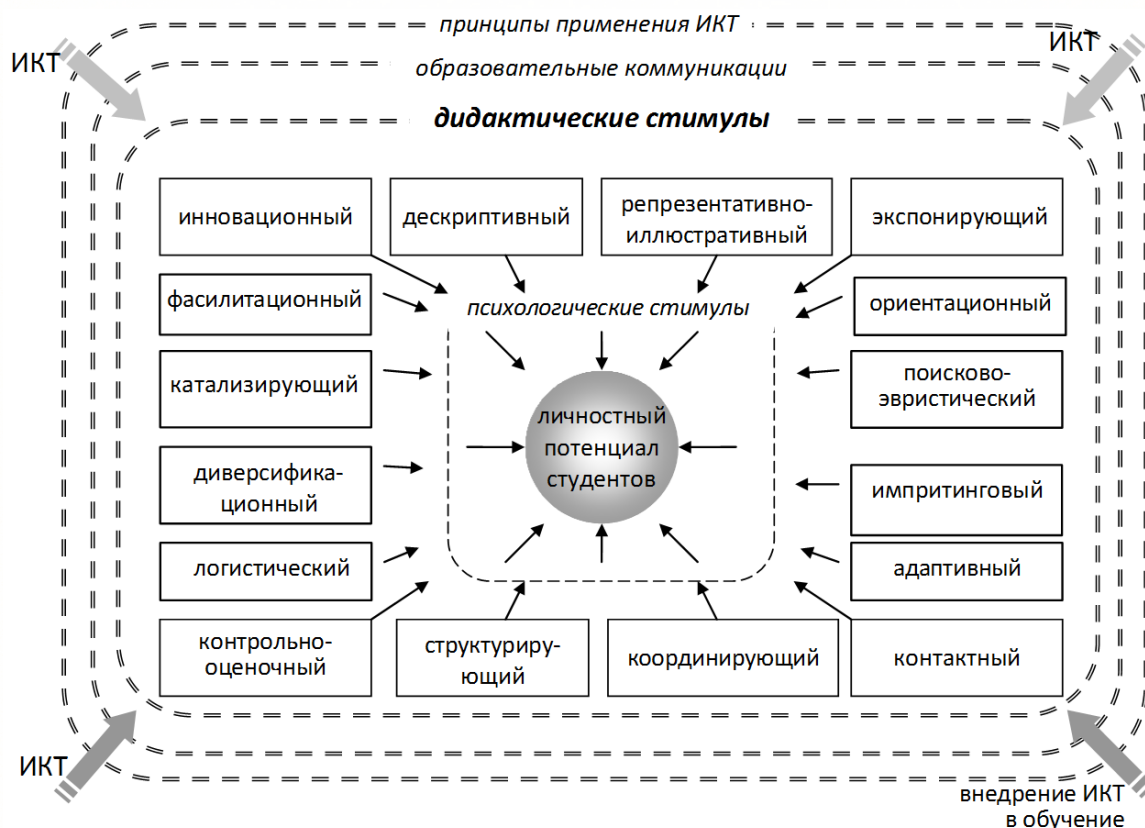 принципы применения ИКТ
ИКТ
ИКТ
образовательные коммуникации
дидактические стимулы
инновационный
дескриптивный
репрезентативно-
иллюстративный
экспонирующий
фасилитационный
психологические стимулы
ориентационный
катализирующий
поисково-
эвристический
личностный
потенциал
студентов
диверсифика-
ционный
импритинговый
логистический
адаптивный
контрольно-
оценочный
структуриру-
ющий
координирующий
контактный
ИКТ
внедрение ИКТ
в обучение